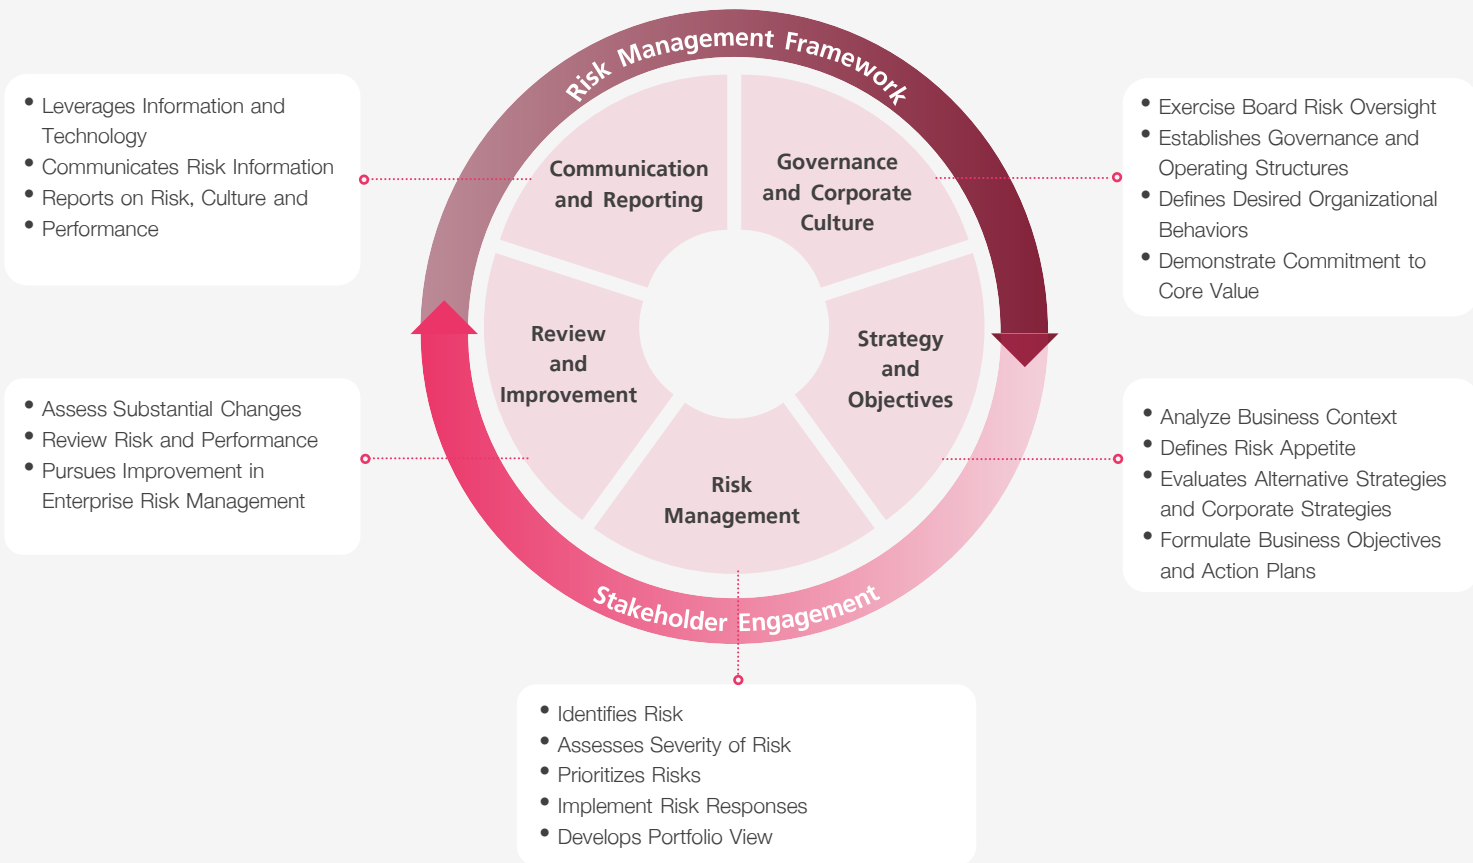 Risk Management Framework
• Leverages Information and
Technology
• Communicates Risk Information
• Reports on Risk, Culture and
• Performance
Communication
and Reporting
Governance
and Corporate
Culture
• Exercise Board Risk Oversight
• Establishes Governance and
Operating Structures
• Defines Desired Organizational
Behaviors
• Demonstrate Commitment to
Core Value
Review
and
Improvement
Strategy
and
Objectives
• Assess Substantial Changes
• Review Risk and Performance
• Pursues Improvement in
Enterprise Risk Management
• Analyze Business Context
• Defines Risk Appetite
• Evaluates Alternative Strategies
and Corporate Strategies
• Formulate Business Objectives
and Action Plans
Risk
Management
Stakeholder Engagement
• Identifies Risk
• Assesses Severity of Risk
• Prioritizes Risks
• Implement Risk Responses
• Develops Portfolio View